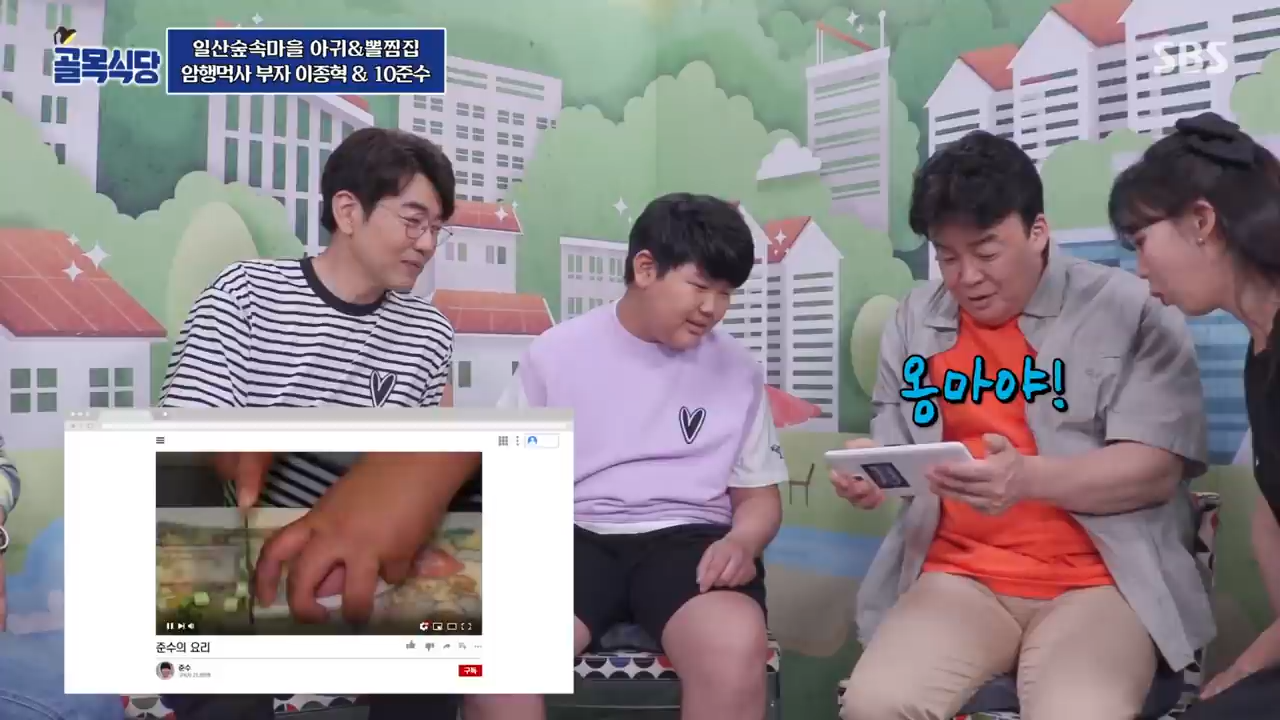 골목식당
일산숲속마을 아귀&뽈찜집
암행먹사 부자 이종혁 & 10준수
SBS
옹마야!
준수의 요리
준수
구독